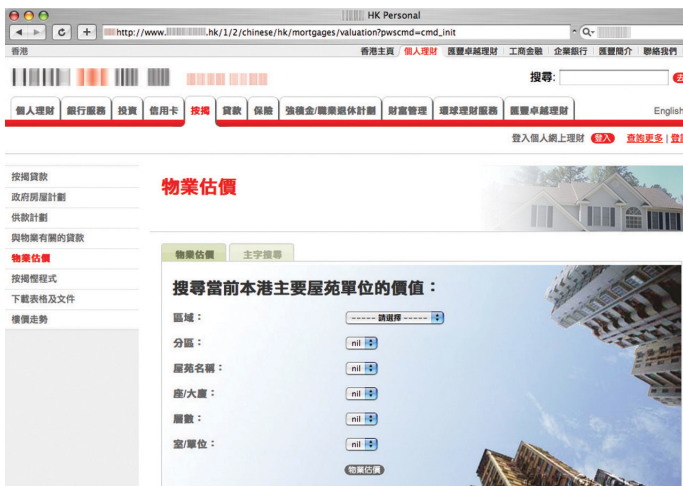 HK Personal
http://www. .hk/1/2/chinese/hk/mortgages/valuation?pwscmd=cmd_init
Q-
香港
香港主頁 個人理財 匯豐卓越理財 工商金融 企業銀行 匯豐簡介 聯絡我們
搜尋:
個人理財 銀行服務 投資 信用卡 按揭 貸款 保險 強積金/職業退休計劃 財富管理 環球理財服務 匯豐卓越理財 English
登入個人網上理財 登入 查詢更多 |
按揭貸款
政府房屋計劃
供款計劃
與物業有關的貸款
物業估價
按揭慳程式
下載表格及文件
樓價走勢
物業估價
物業估價 主字搜尋
搜尋當前本港主要屋苑單位的價值：
區域： ----- 請選擇 -----
分區： nil
屋苑名稱： nil
座/大廈： nil
層數： nil
室/單位： nil
物業估價